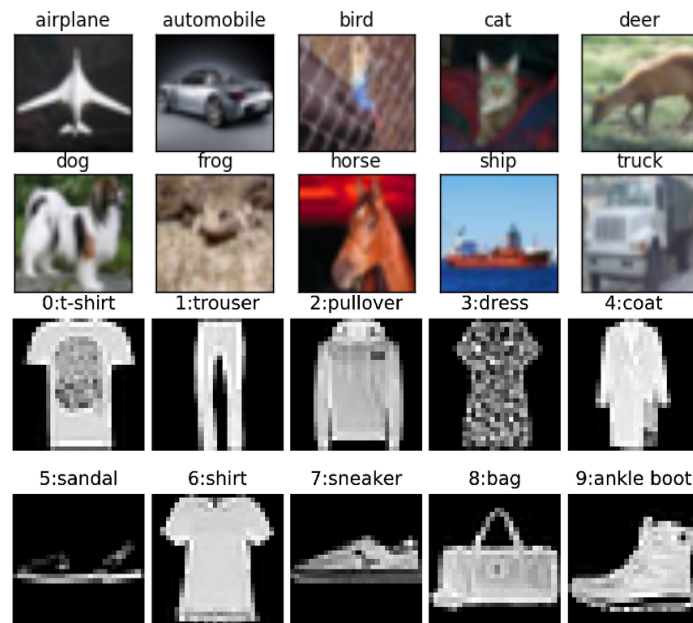 airplane automobile bird cat deer
dog frog horse ship truck
0:t-shirt 1:trouser 2:pullover 3:dress 4:coat
5:sandal 6:shirt 7:sneaker 8:bag 9:ankle boot